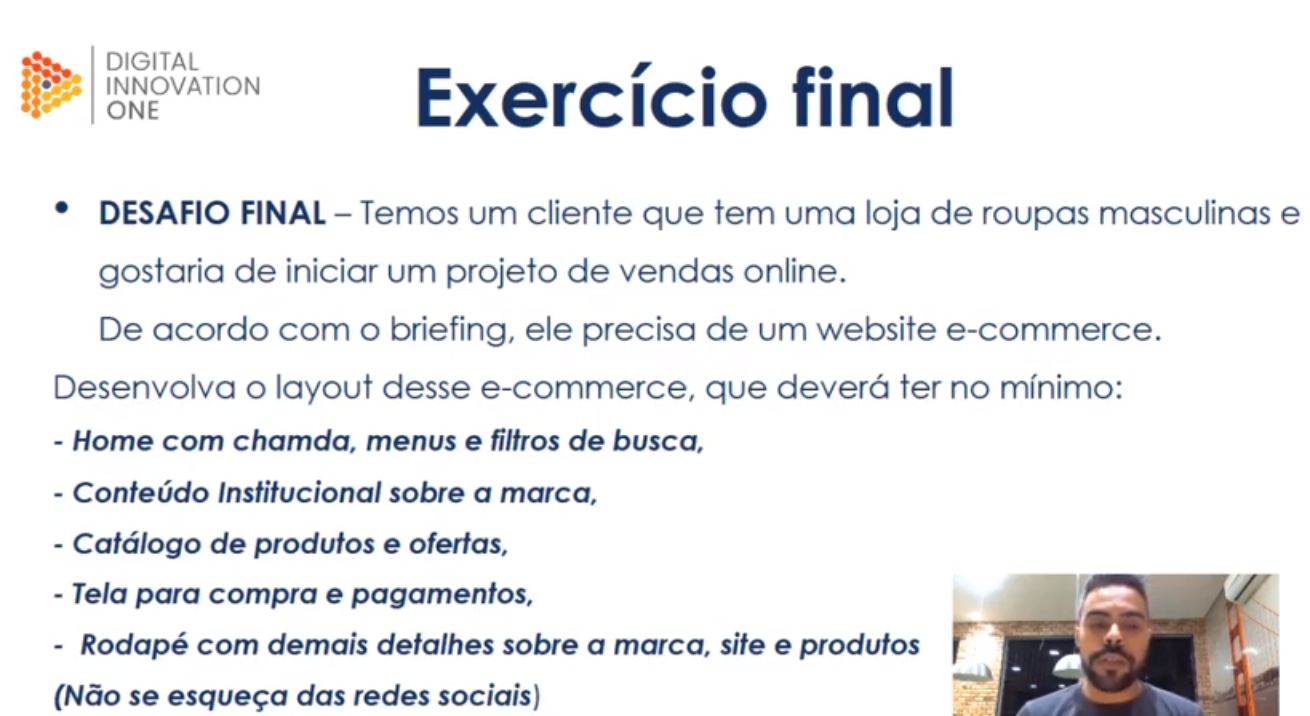 DIGITAL
INNOVATION
ONE
Exercício final
• DESAFIO FINAL – Temos um cliente que tem uma loja de roupas masculinas e
gostaria de iniciar um projeto de vendas online.
De acordo com o briefing, ele precisa de um website e-commerce.
Desenvolva o layout desse e-commerce, que deverá ter no mínimo:
- Home com chamda, menus e filtros de busca,
- Conteúdo Institucional sobre a marca,
- Catálogo de produtos e ofertas,
- Tela para compra e pagamentos,
- Rodapé com demais detalhes sobre a marca, site e produtos
(Não se esqueça das redes sociais)